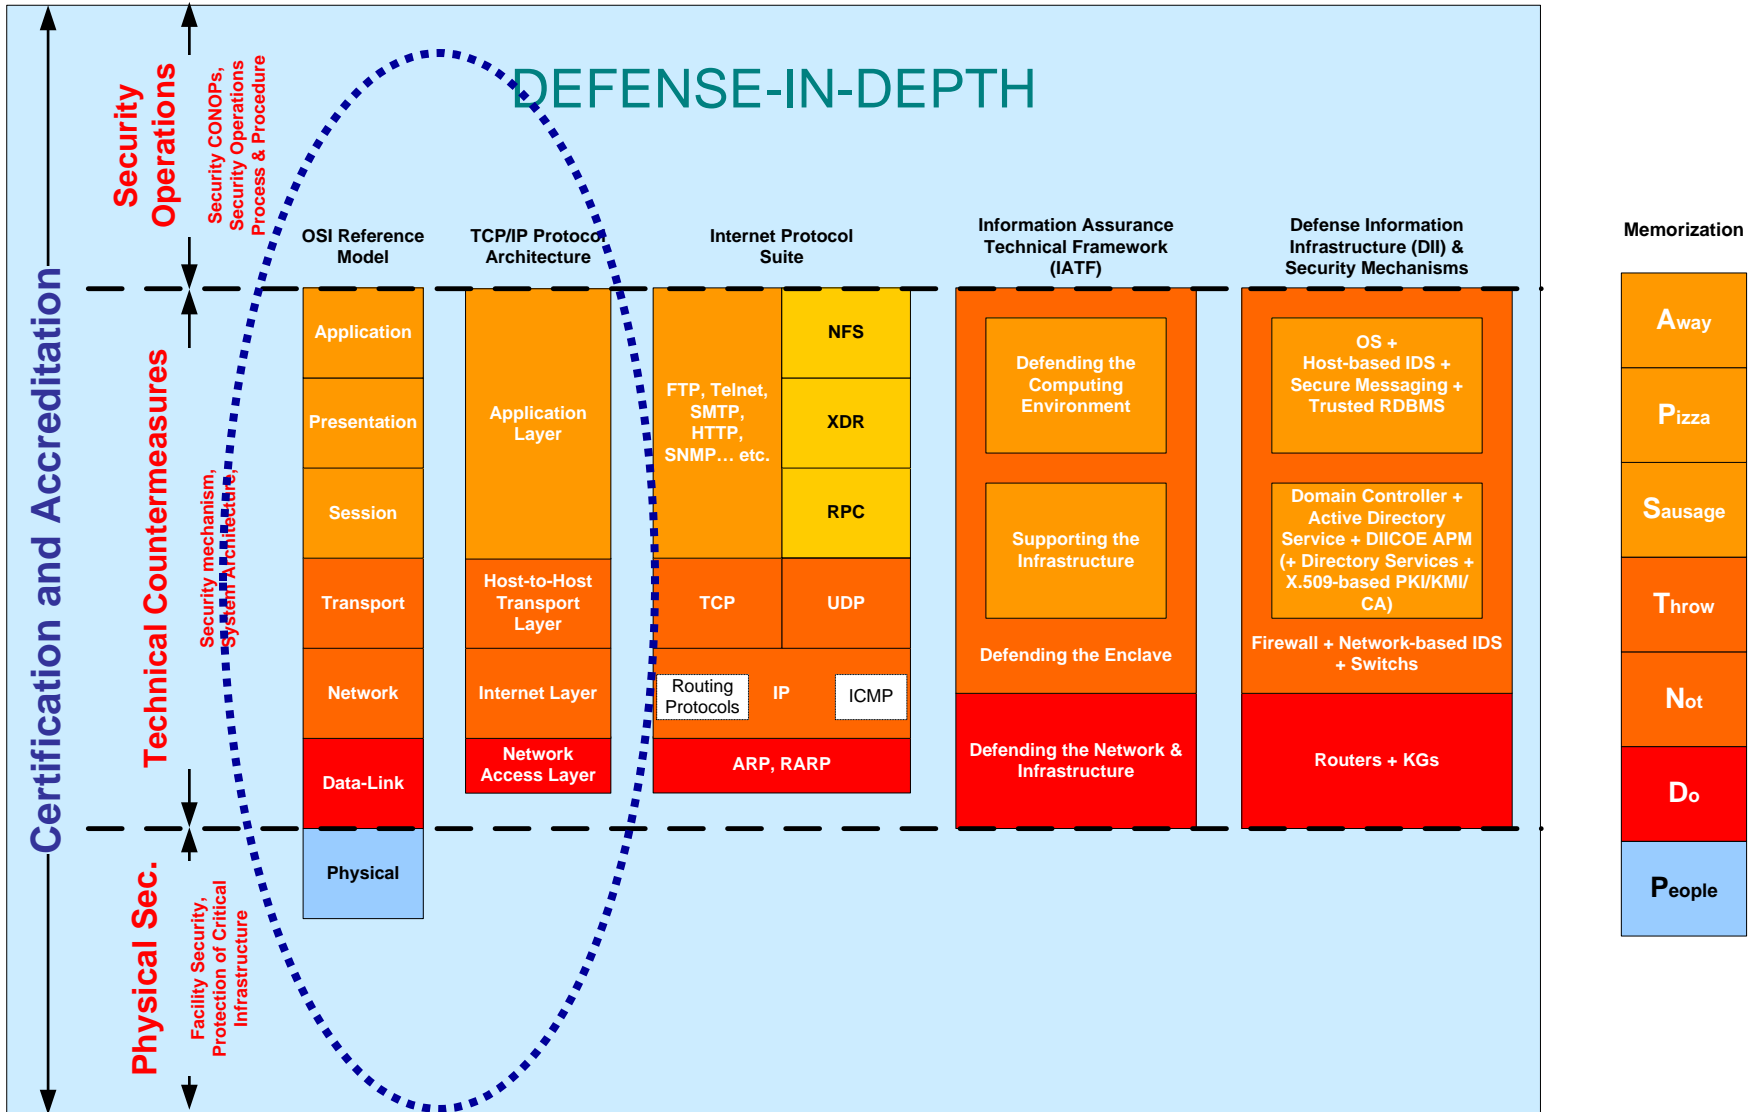 DEFENSE-IN-DEPTH
Certification and Accreditation
Security
Operations
Security CONOPs,
Security Operations
Process & Procedure
Technical Countermeasures
Security mechanism,
System Architecture,
Physical Sec.
Facility Security,
Protection of Critical
Infrastructure
OSI Reference
Model
Application
Presentation
Session
Transport
Network
Data-Link
Physical
TCP/IP Protocol
Architecture
Application
Layer
Host-to-Host
Transport
Layer
Internet Layer
Network
Access Layer
Internet Protocol
Suite
FTP, Telnet,
SMTP,
HTTP,
SNMP... etc.
NFS
XDR
RPC
TCP
UDP
Routing
Protocols
IP
ICMP
ARP, RARP
Information Assurance
Technical Framework
(IATF)
Defending the
Computing
Environment
Supporting the
Infrastructure
Defending the Enclave
Defending the Network &
Infrastructure
Defense Information
Infrastructure (DII) &
Security Mechanisms
OS +
Host-based IDS +
Secure Messaging +
Trusted RDBMS
Domain Controller +
Active Directory
Service + DIICOE APM
(+ Directory Services +
X.509-based PKI/KMI/
CA)
Firewall + Network-based IDS
+ Switchs
Routers + KGs
Memorization
Away
Pizza
Sausage
Throw
Not
Do
People